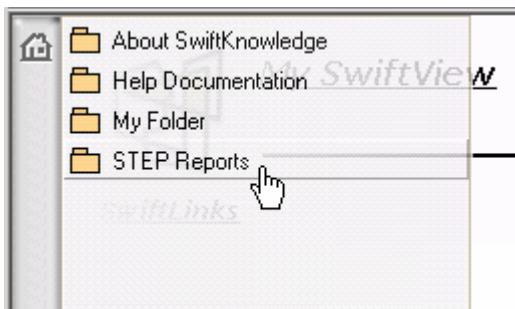 About SwiftKnowledge
Help Documentation
My SwiftView
My Folder
STEP Reports
SwiftLinks